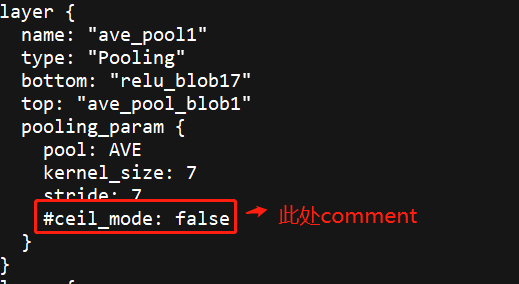 layer {
name: "ave_pool1"
type: "Pooling"
bottom: "relu_blob17"
top: "ave_pool_blob1"
pooling_param {
pool: AVE
kernel_size: 7
stride: 7
#ceil_mode: false 此处comment
}
}